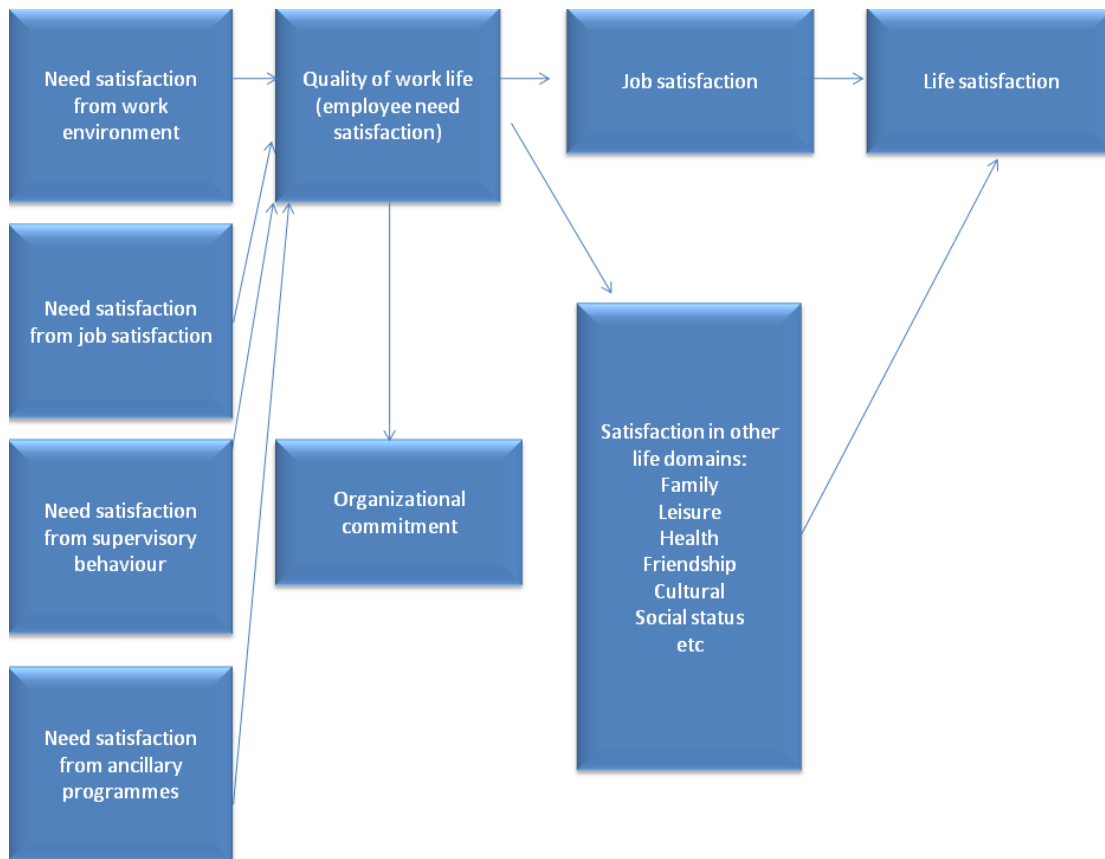 Need satisfaction
from work
environment
Quality of work life
(employee need
satisfaction)
Job satisfaction
Life satisfaction
Need satisfaction
from job satisfaction
Need satisfaction
from supervisory
behaviour
Organizational
commitment
Satisfaction in other
life domains:
Family
Leisure
Health
Friendship
Cultural
Social status
etc
Need satisfaction
from ancillary
programmes